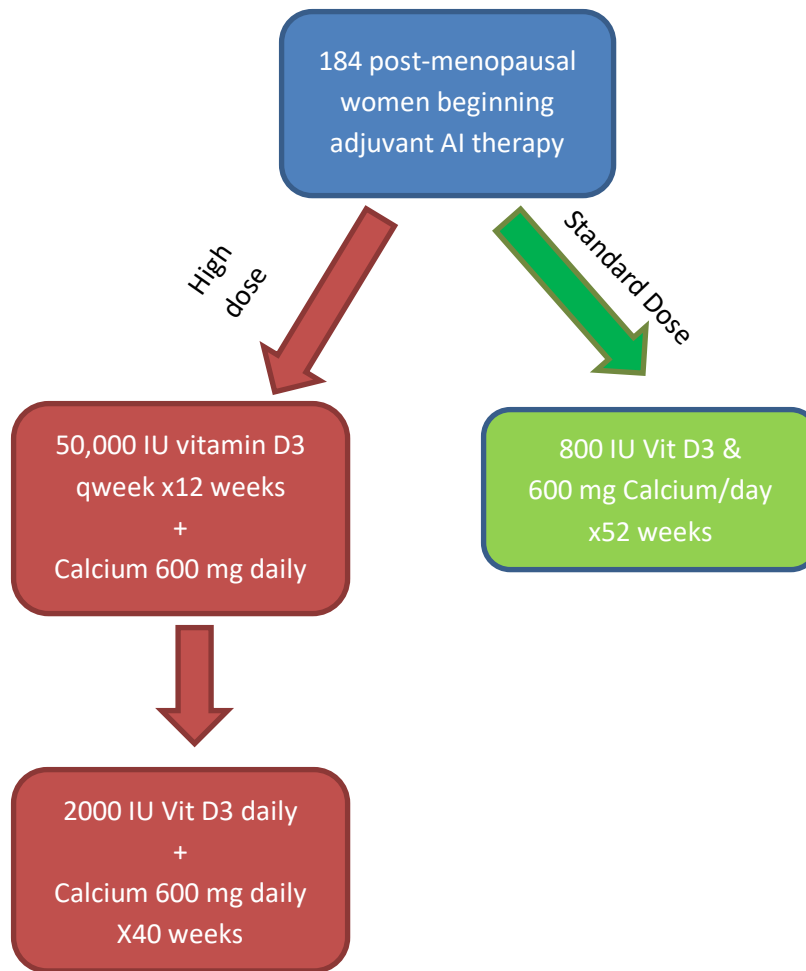 184 post-menopausal
women beginning
adjuvant AI therapy
High
dose
Standard Dose
50,000 IU vitamin D3
qweek x12 weeks
+
Calcium 600 mg daily
800 IU Vit D3 &
600 mg Calcium/day
x52 weeks
2000 IU Vit D3 daily
+
Calcium 600 mg daily
X40 weeks